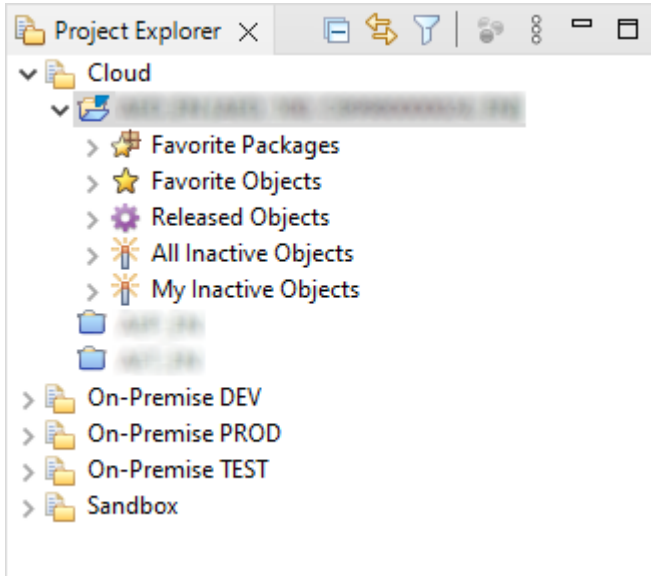 Project Explorer
Cloud
Favorite Packages
Favorite Objects
Released Objects
All Inactive Objects
My Inactive Objects
On-Premise DEV
On-Premise PROD
On-Premise TEST
Sandbox